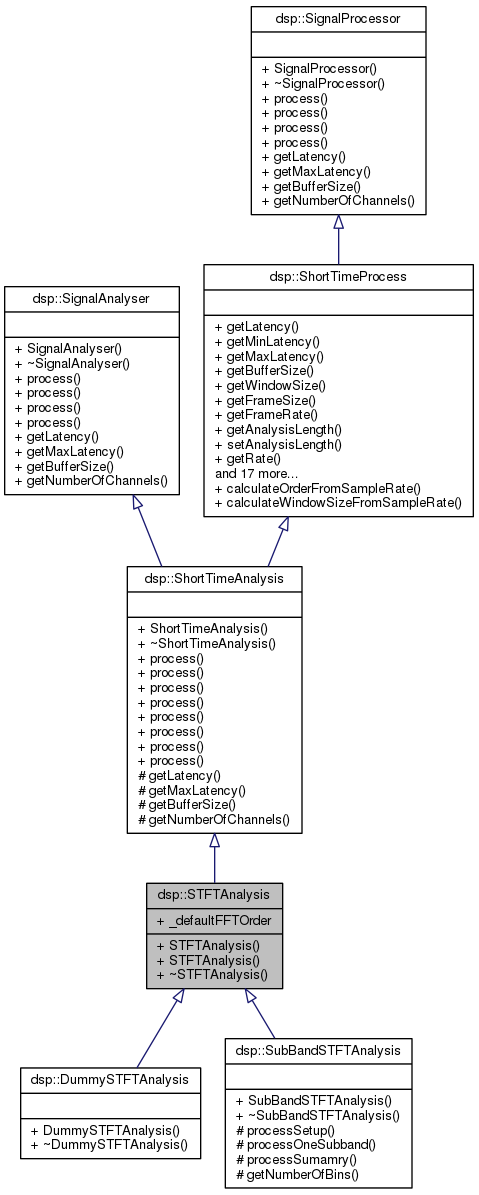 dsp::SignalProcessor
+ SignalProcessor()
+ ~SignalProcessor()
+ process()
+ process()
+ process()
+ process()
+ getLatency()
+ getMaxLatency()
+ getBufferSize()
+ getNumberOfChannels()
dsp::ShortTimeProcess
+ getLatency()
+ getMinLatency()
+ getMaxLatency()
+ getBufferSize()
+ getWindowSize()
+ getFrameSize()
+ getFrameRate()
+ getAnalysisLength()
+ setAnalysisLength()
+ getRate()
and 17 more...
+ calculateOrderFromSampleRate()
+ calculateWindowSizeFromSampleRate()
dsp::SignalAnalyser
+ SignalAnalyser()
+ ~SignalAnalyser()
+ process()
+ process()
+ process()
+ process()
+ getLatency()
+ getMaxLatency()
+ getBufferSize()
+ getNumberOfChannels()
dsp::ShortTimeAnalysis
+ ShortTimeAnalysis()
+ ~ShortTimeAnalysis()
+ process()
+ process()
+ process()
+ process()
+ process()
+ process()
+ process()
+ process()
# getLatency()
# getMaxLatency()
# getBufferSize()
# getNumberOfChannels()
dsp::STFTAnalysis
+ _defaultFFTOrder
+ STFTAnalysis()
+ STFTAnalysis()
+ ~STFTAnalysis()
dsp::DummySTFTAnalysis
+ DummySTFTAnalysis()
+ ~DummySTFTAnalysis()
dsp::SubBandSTFTAnalysis
+ SubBandSTFTAnalysis()
+ ~SubBandSTFTAnalysis()
# processSetup()
# processOneSubband()
# processSumamry()
# getNumberOfBins()